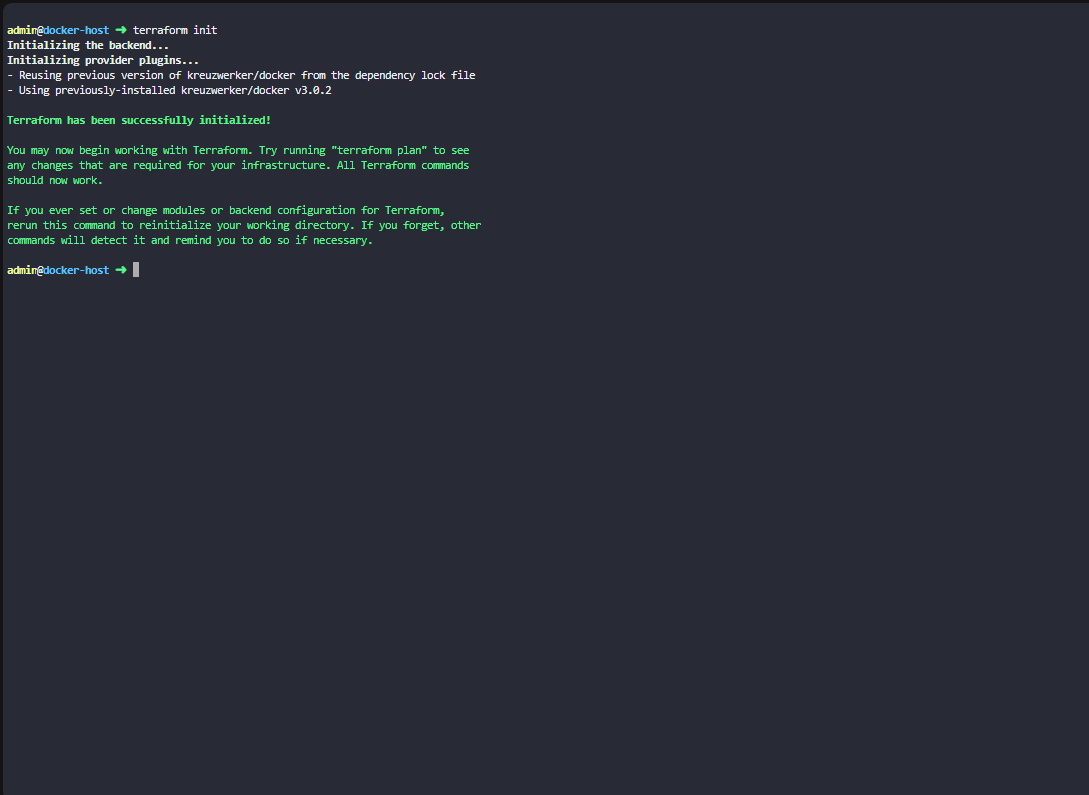 admin@docker-host ➜ terraform init
Initializing the backend...
Initializing provider plugins...
- Reusing previous version of kreuzwerker/docker from the dependency lock file
- Using previously-installed kreuzwerker/docker v3.0.2
Terraform has been successfully initialized!
You may now begin working with Terraform. Try running "terraform plan" to see
any changes that are required for your infrastructure. All Terraform commands
should now work.
If you ever set or change modules or backend configuration for Terraform,
rerun this command to reinitialize your working directory. If you forget, other
commands will detect it and remind you to do so if necessary.
admin@docker-host ➜